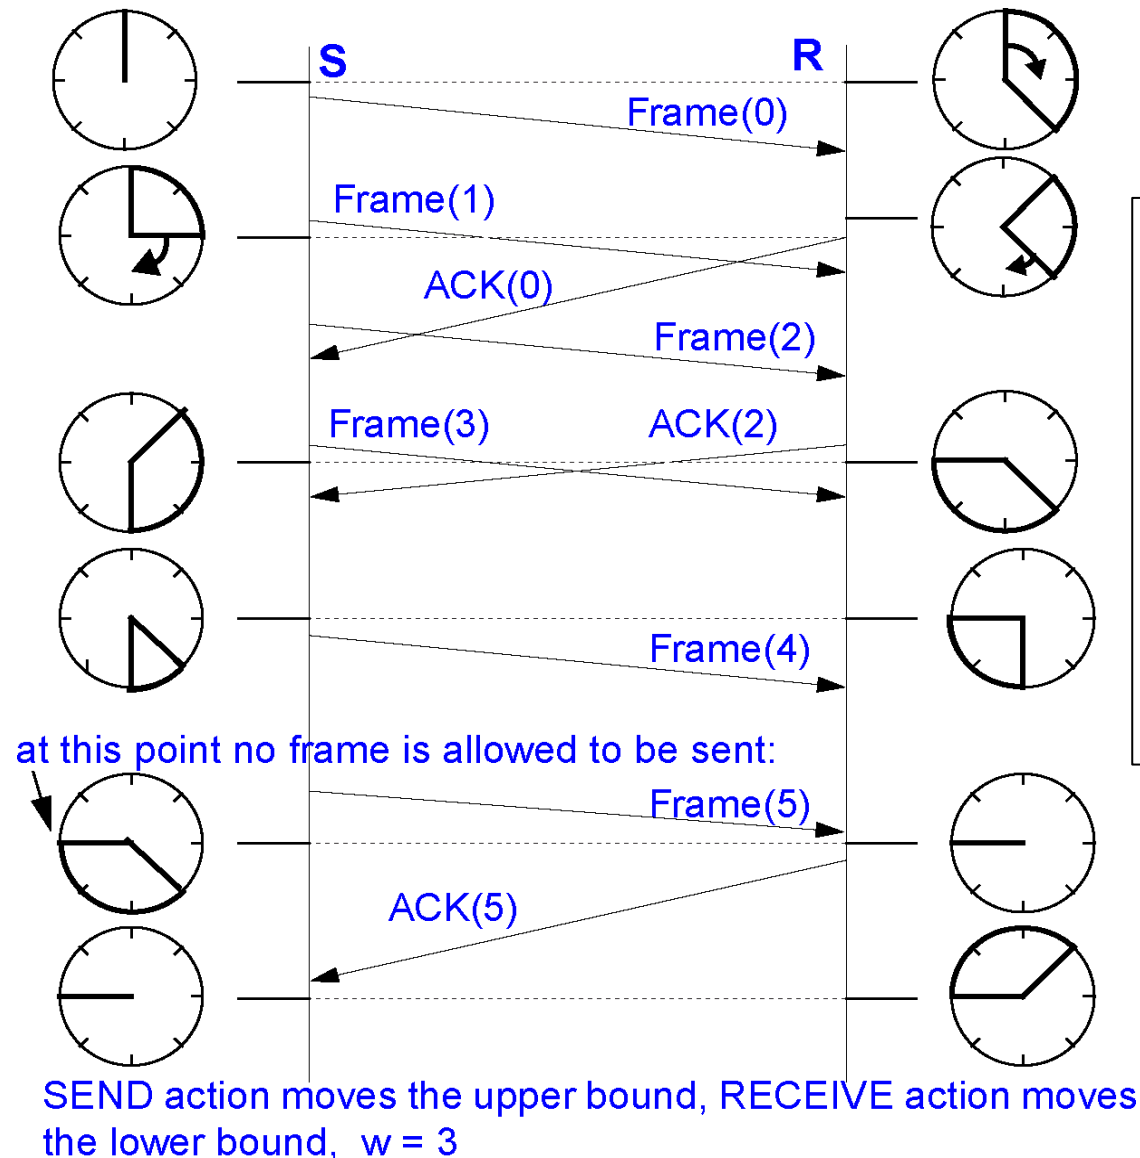 S
R
Frame(0)
Frame(1)
ACK(0)
Frame(2)
Frame(3)
ACK(2)
Frame(4)
at this point no frame is allowed to be sent:
Frame(5)
ACK(5)
SEND action moves the upper bound, RECEIVE action moves
the lower bound, w = 3